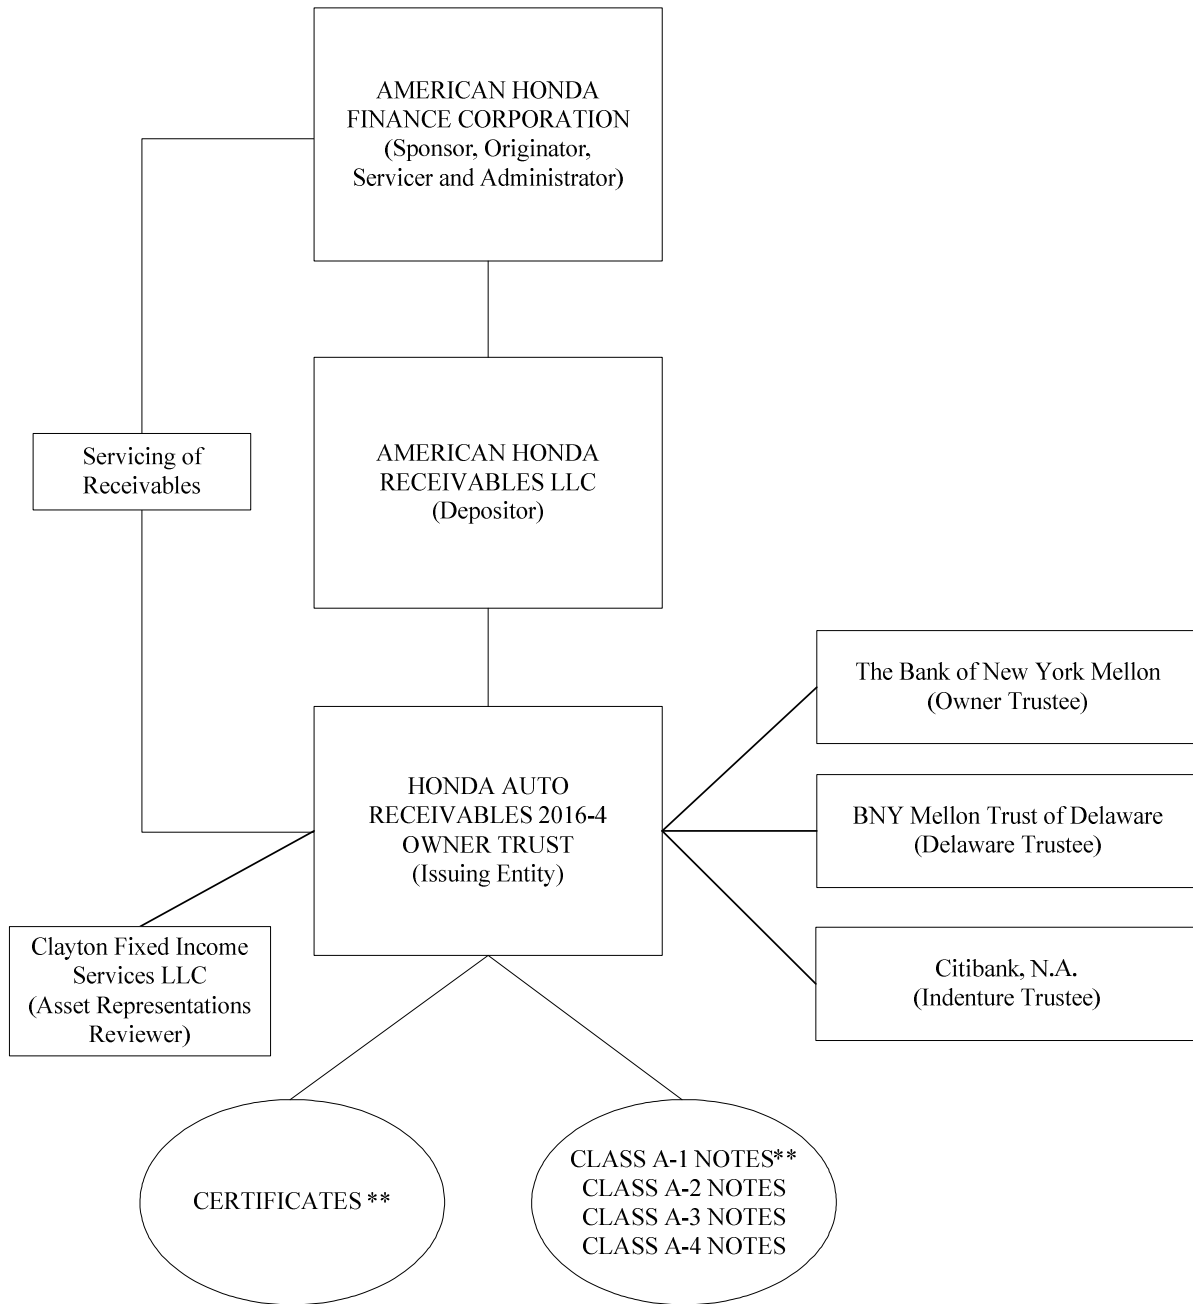 AMERICAN HONDA
FINANCE CORPORATION
(Sponsor, Originator,
Servicer and Administrator)
Servicing of
Receivables
AMERICAN HONDA
RECEIVABLES LLC
(Depositor)
HONDA AUTO
RECEIVABLES 2016-4
OWNER TRUST
(Issuing Entity)
The Bank of New York Mellon
(Owner Trustee)
BNY Mellon Trust of Delaware
(Delaware Trustee)
Citibank, N.A.
(Indenture Trustee)
Clayton Fixed Income
Services LLC
(Asset Representations
Reviewer)
CERTIFICATES **
CLASS A-1 NOTES**
CLASS A-2 NOTES
CLASS A-3 NOTES
CLASS A-4 NOTES